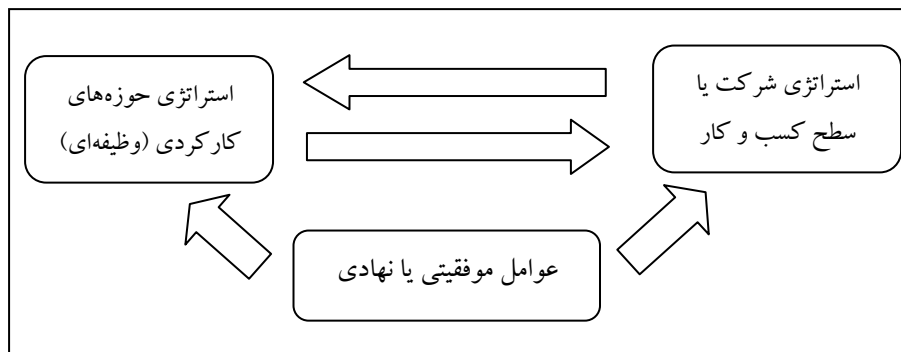 استراتژی شرکت یا
سطح کسب و کار
استراتژی حوزه‌های
کارکردی (وظیفه‌ای)
عوامل موفقیتی یا نهادی